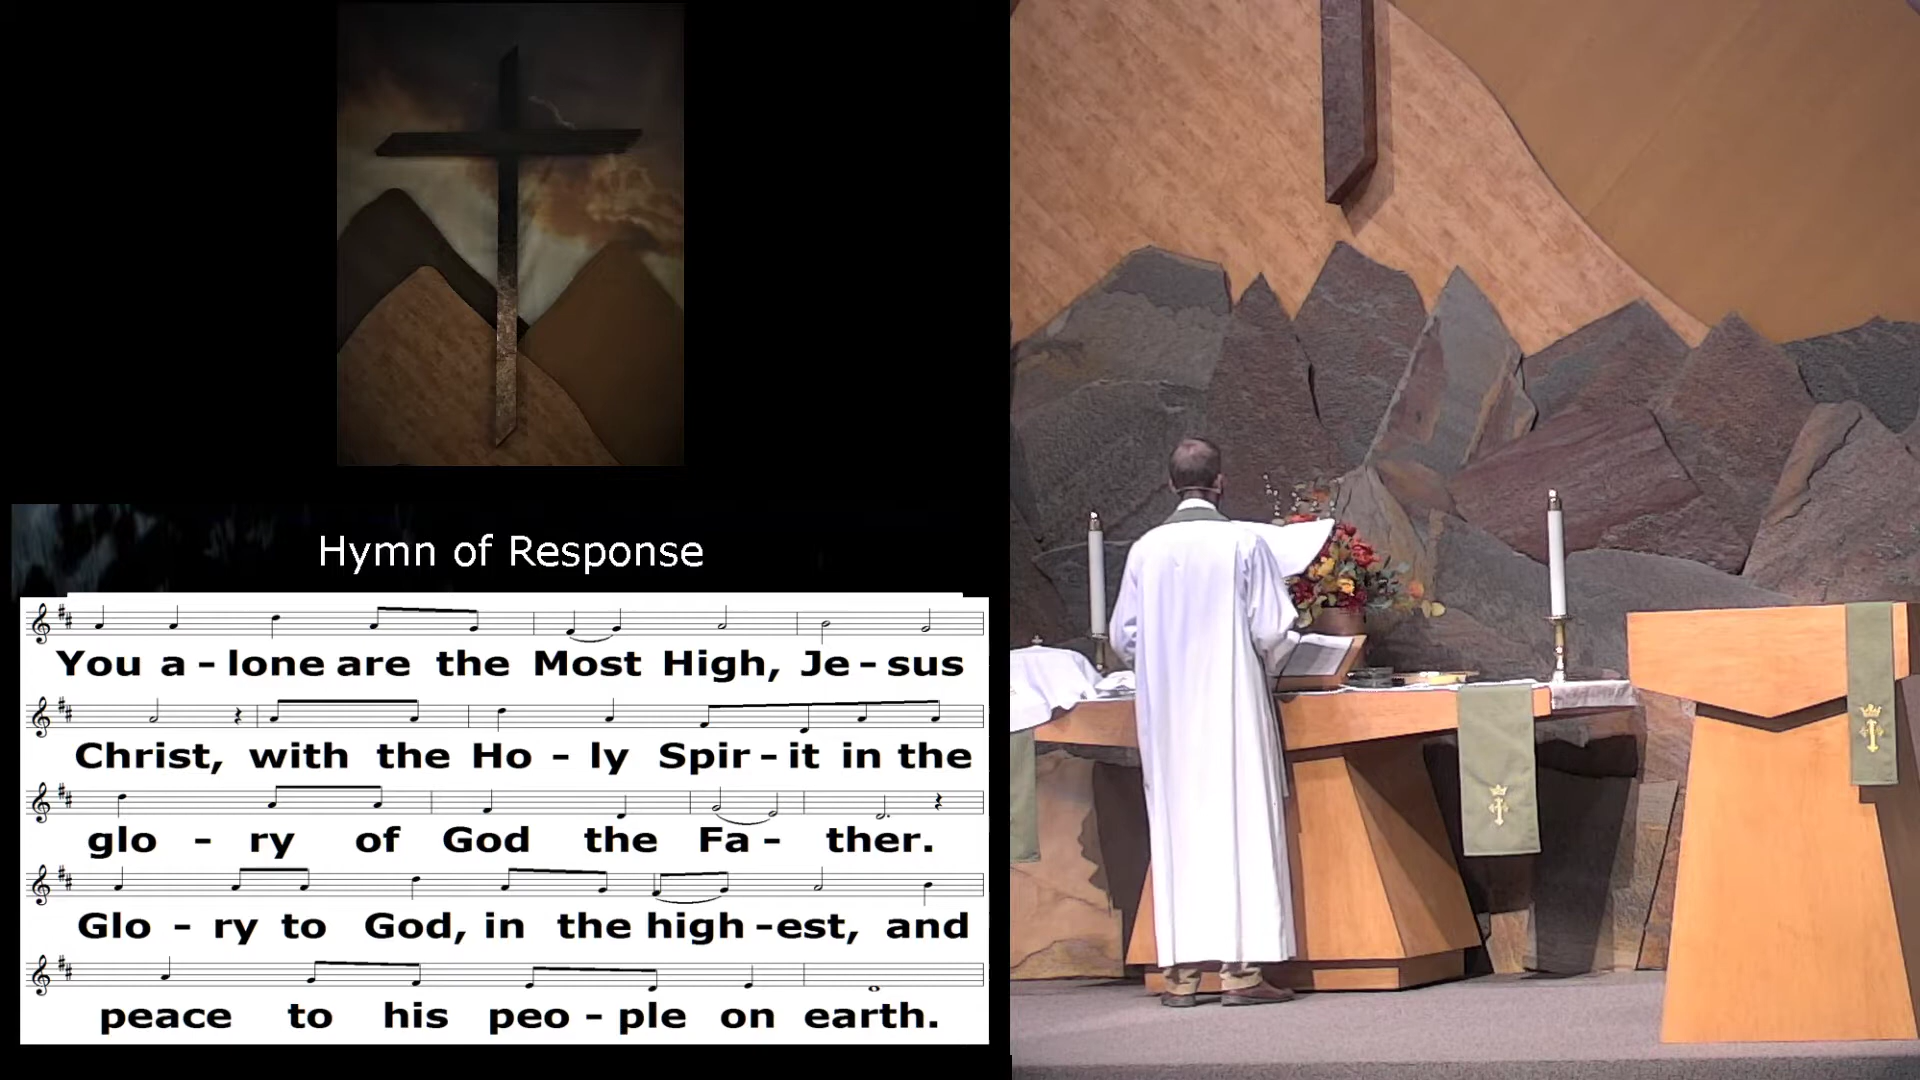 Hymn of Response
You a - lone are the Most High, Je - sus
Christ, with the Ho - ly Spir - it in the
glo - ry of God the Fa - ther.
Glo - ry to God, in the high - est, and
peace to his peo - ple on earth.